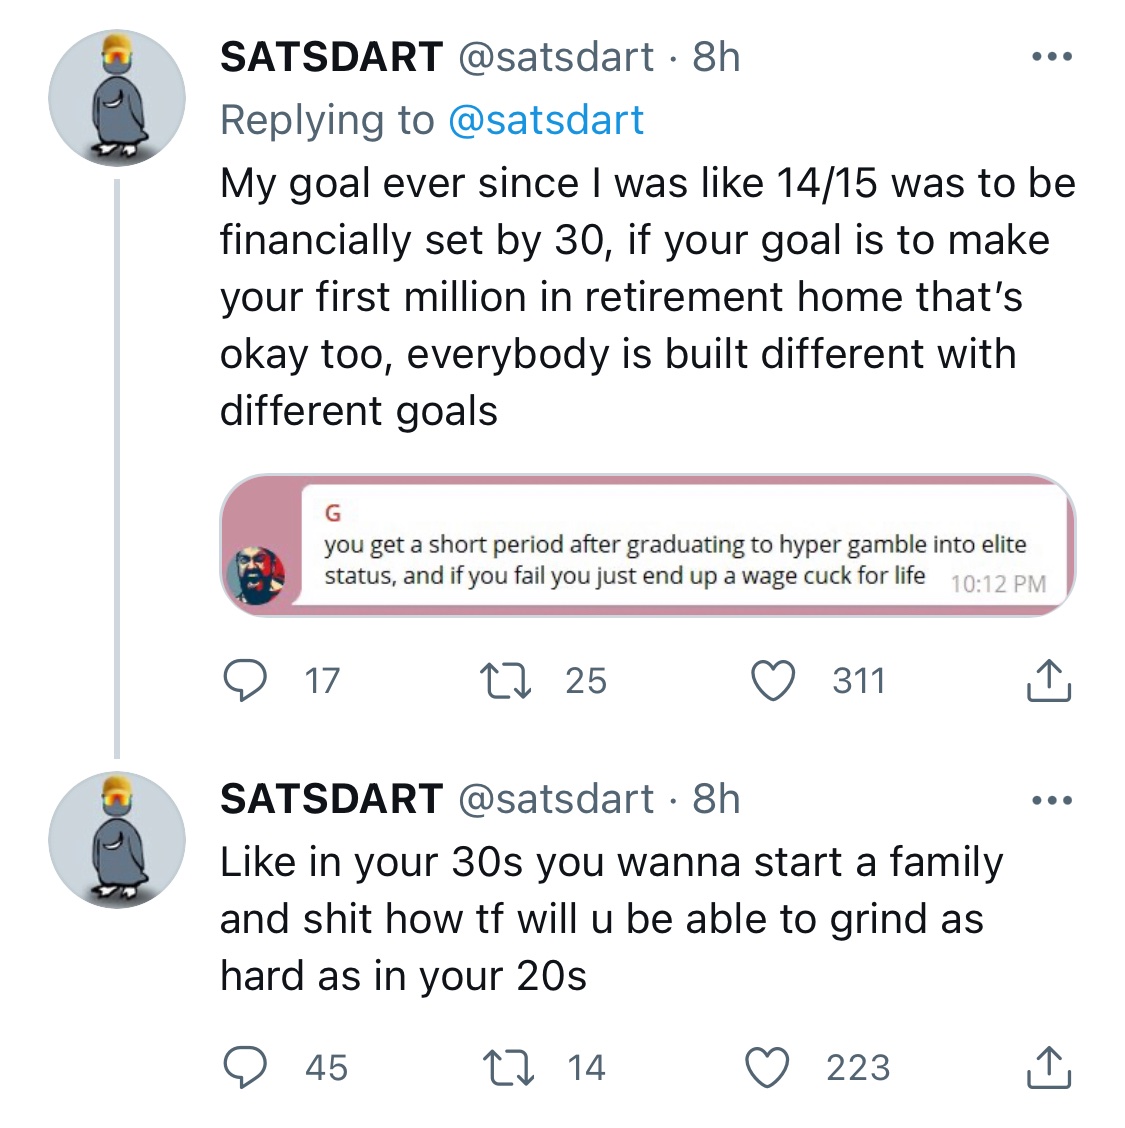 SATSDART @satsdart · 8h
Replying to @satsdart
My goal ever since I was like 14/15 was to be
financially set by 30, if your goal is to make
your first million in retirement home that’s
okay too, everybody is built different with
different goals
G
you get a short period after graduating to hyper gamble into elite
status, and if you fail you just end up a wage cuck for life 10:12 PM
17 25 311
SATSDART @satsdart · 8h
Like in your 30s you wanna start a family
and shit how tf will u be able to grind as
hard as in your 20s
45 14 223